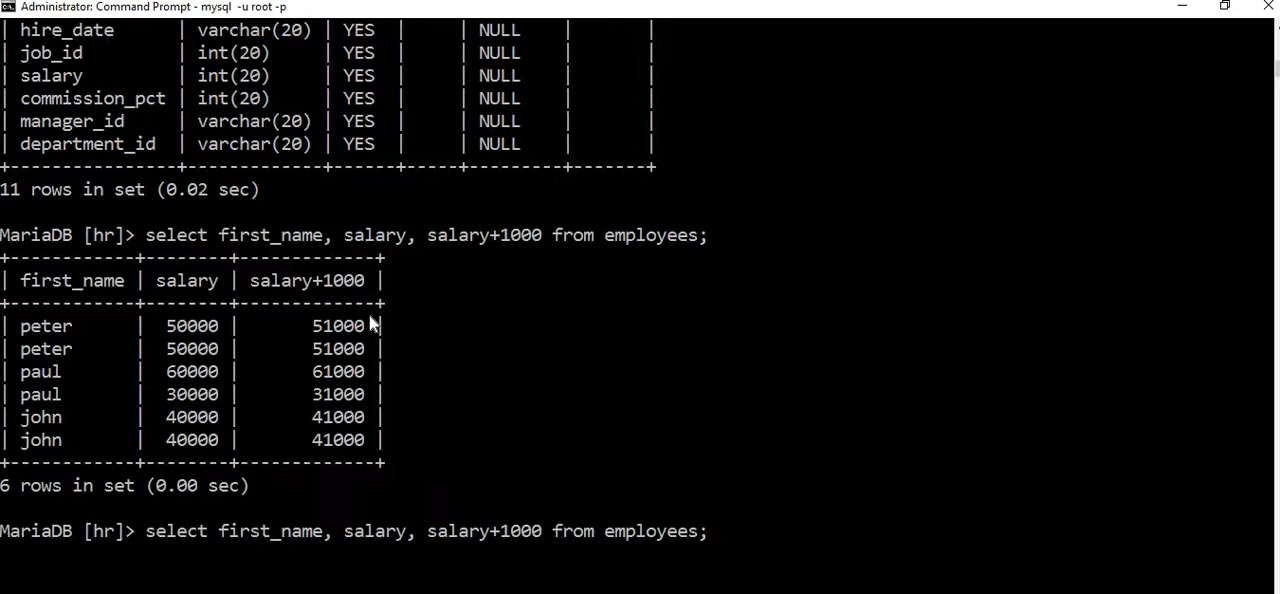 Administrator: Command Prompt - mysql -u root -p
| hire_date      | varchar(20) | YES  |     | NULL    |       |
| job_id         | int(20)     | YES  |     | NULL    |       |
| salary         | int(20)     | YES  |     | NULL    |       |
| commission_pct | int(20)     | YES  |     | NULL    |       |
| manager_id     | varchar(20) | YES  |     | NULL    |       |
| department_id  | varchar(20) | YES  |     | NULL    |       |
+----------------+-------------+------+-----+---------+-------+
11 rows in set (0.02 sec)
MariaDB [hr]> select first_name, salary, salary+1000 from employees;
+------------+--------+-------------+
| first_name | salary | salary+1000 |
+------------+--------+-------------+
| peter      |  50000 |       51000 |
| peter      |  50000 |       51000 |
| paul       |  60000 |       61000 |
| paul       |  30000 |       31000 |
| john       |  40000 |       41000 |
| john       |  40000 |       41000 |
+------------+--------+-------------+
6 rows in set (0.00 sec)
MariaDB [hr]> select first_name, salary, salary+1000 from employees;